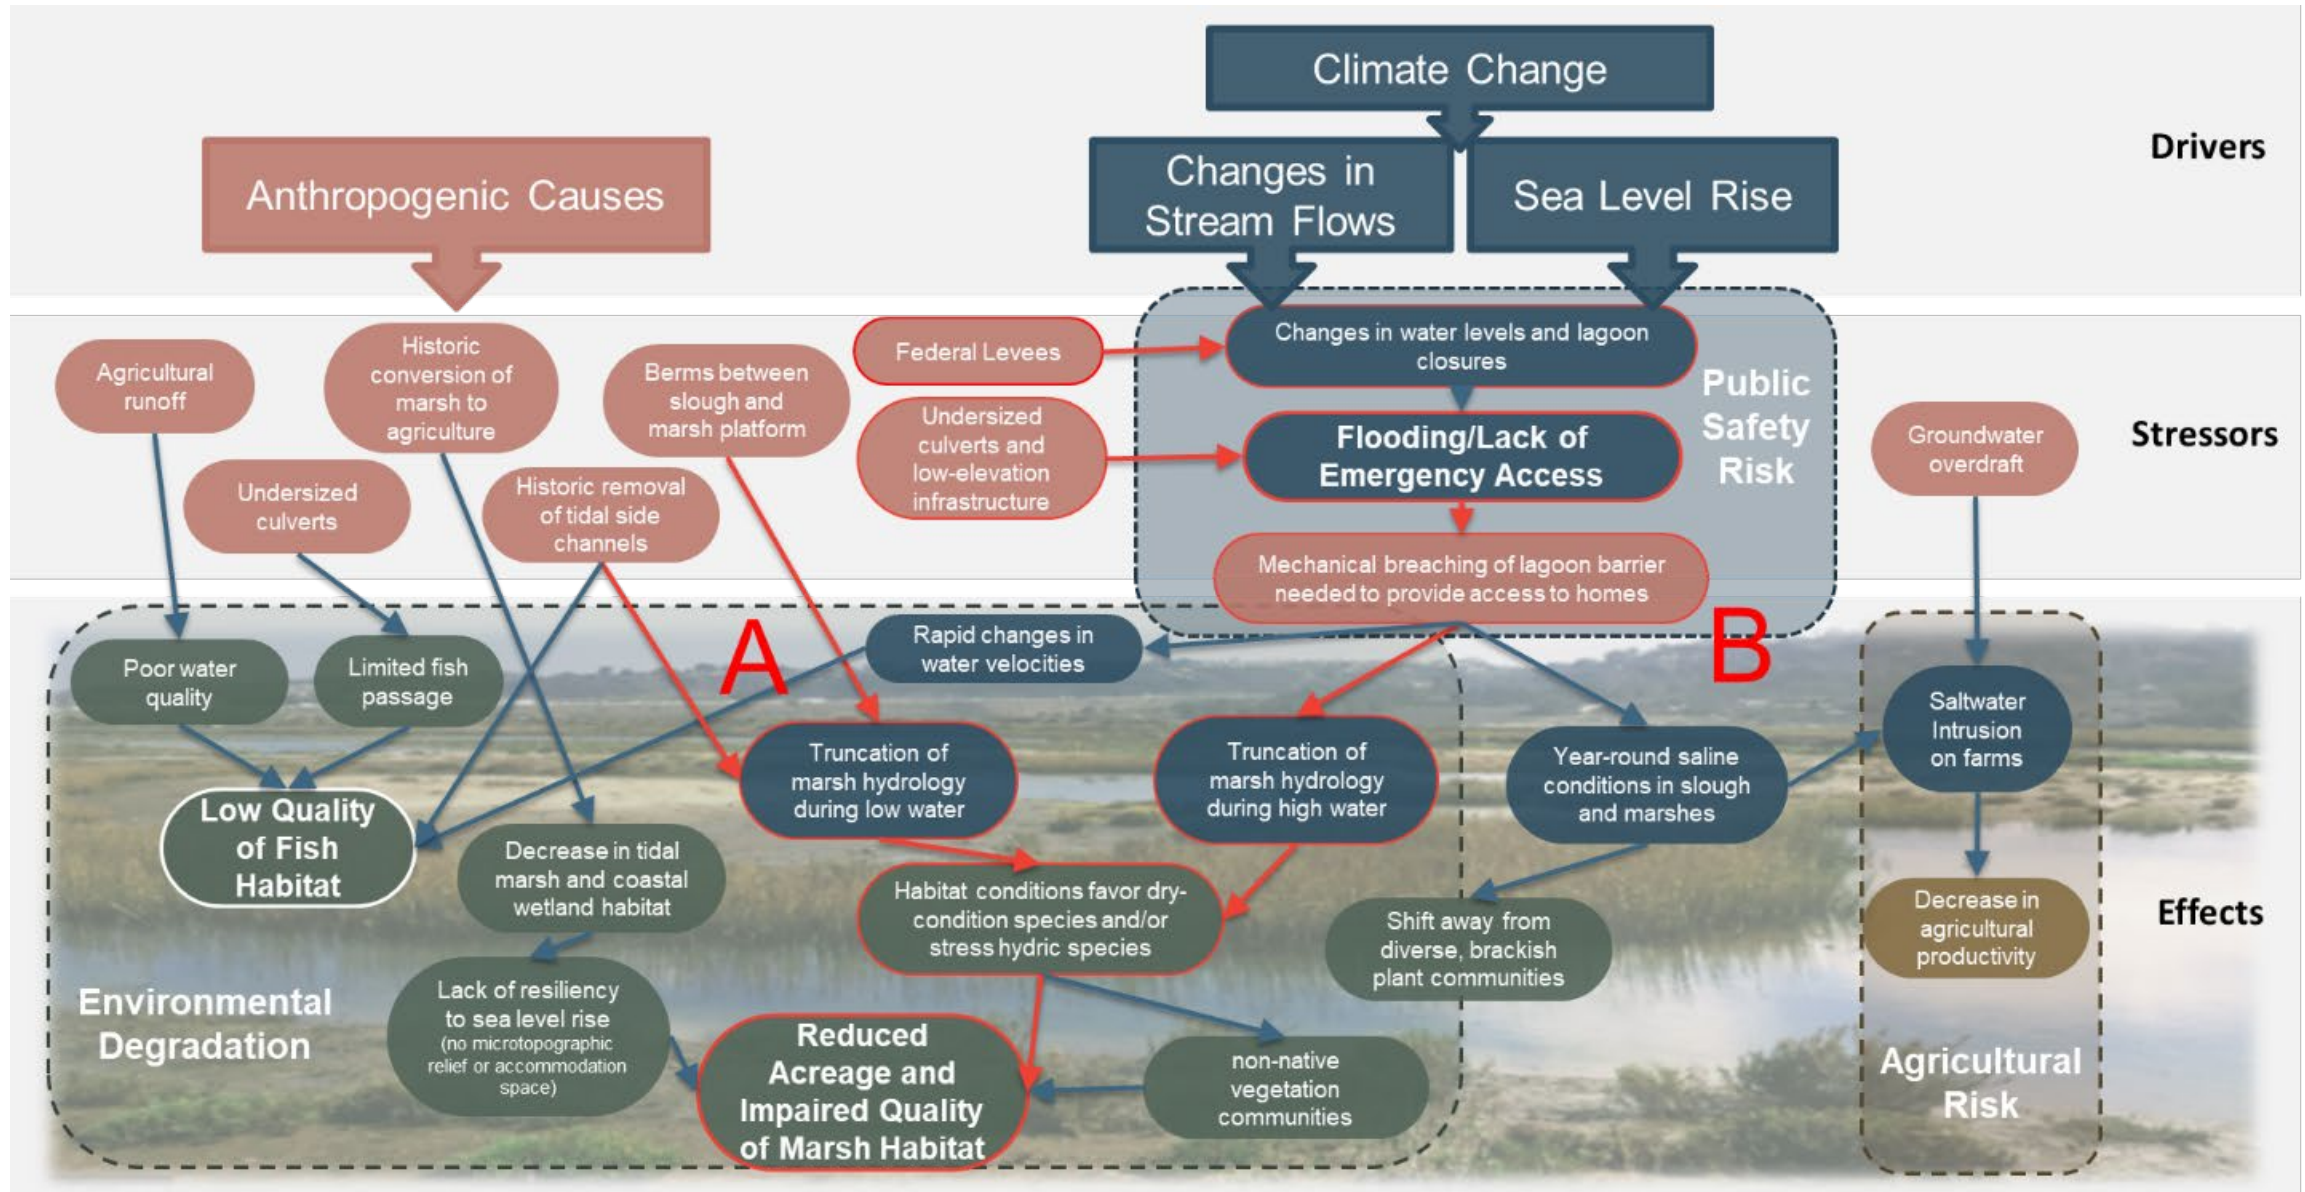 Climate Change
Drivers
Anthropogenic Causes
Changes in
Stream Flows
Sea Level Rise
Stressors
Agricultural
runoff
Historic
conversion of
marsh to
agriculture
Berms between
slough and
marsh platform
Federal Levees
Changes in water levels and lagoon
closures
Public
Safety
Risk
Undersized
culverts
Historic removal
of tidal side
channels
Undersized
culverts and
low-elevation
infrastructure
Flooding/Lack of
Emergency Access
Groundwater
overdraft
Mechanical breaching of lagoon barrier
needed to provide access to homes
A
B
Poor water
quality
Limited fish
passage
Rapid changes in
water velocities
Truncation of
marsh hydrology
during low water
Truncation of
marsh hydrology
during high water
Year-round saline
conditions in slough
and marshes
Saltwater
Intrusion
on farms
Low Quality
of Fish
Habitat
Decrease in tidal
marsh and coastal
wetland habitat
Habitat conditions favor dry-
condition species and/or
stress hydric species
Shift away from
diverse, brackish
plant communities
Decrease in
agricultural
productivity
Effects
Environmental
Degradation
Lack of resiliency
to sea level rise
(no microtopographic
relief or accommodation
space)
Reduced
Acreage and
Impaired Quality
of Marsh Habitat
non-native
vegetation
communities
Agricultural
Risk